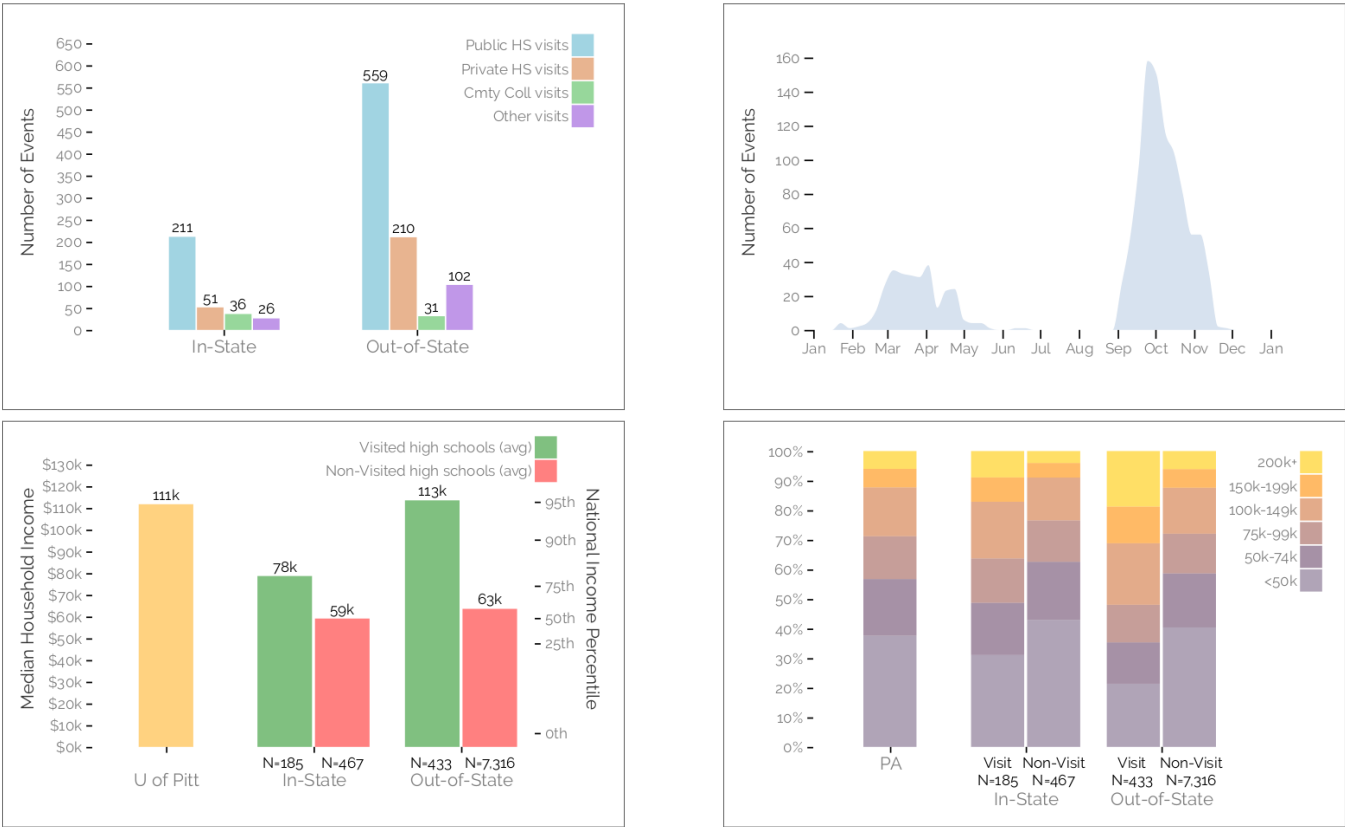 Number of Events
650
600
550
500
450
400
350
300
250
200
150
100
50
0
Public HS visits
Private HS visits
Cmty Coll visits
Other visits
211
51
36
26
559
210
31
102
In-State
Out-of-State
Number of Events
160
140
120
100
80
60
40
20
0
Jan Feb Mar Apr May Jun Jul Aug Sep Oct Nov Dec Jan
Visited high schools (avg)
Non-Visited high schools (avg)
Median Household Income
$130k
$120k
$110k
$100k
$90k
$80k
$70k
$60k
$50k
$40k
$30k
$20k
$10k
$0k
111k
78k
59k
113k
63k
National Income Percentile
95th
90th
75th
50th
25th
0th
N=185 N=467 N=433 N=7,316
U of Pitt In-State Out-of-State
100%
90%
80%
70%
60%
50%
40%
30%
20%
10%
0%
200k+
150k-199k
100k-149k
75k-99k
50k-74k
<50k
PA Visit Non-Visit Visit Non-Visit
N=185 N=467 N=433 N=7,316
In-State Out-of-State